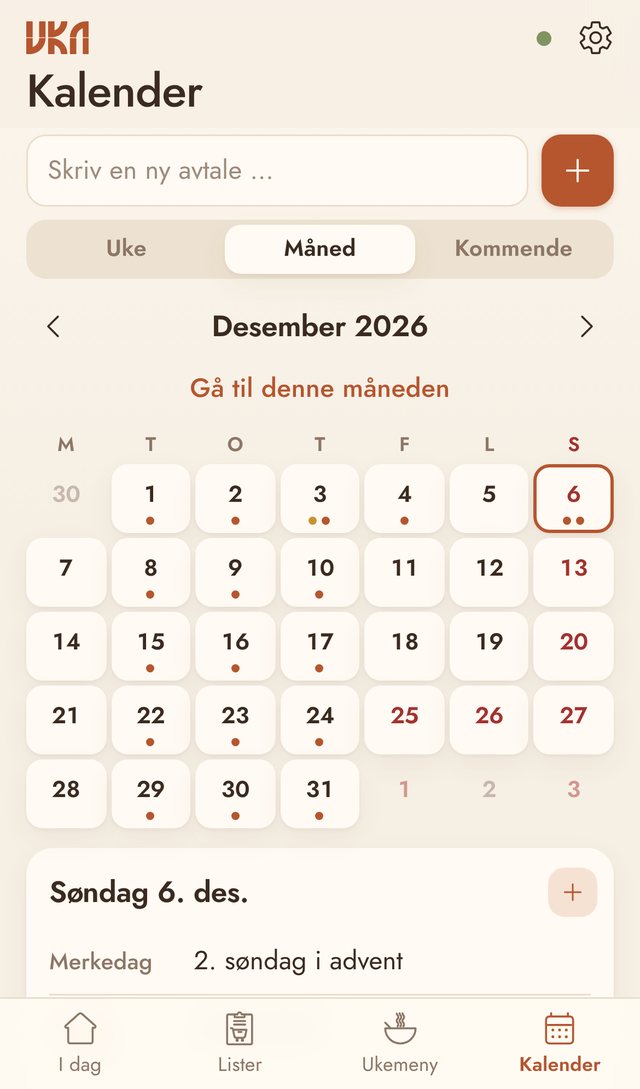 UKA
Kalender
Skriv en ny avtale ...
Uke Måned Kommende
Desember 2026
Gå til denne måneden
M T O T F L S
30 1 2 3 4 5 6
7 8 9 10 11 12 13
14 15 16 17 18 19 20
21 22 23 24 25 26 27
28 29 30 31 1 2 3
Søndag 6. des.
Merkedag 2. søndag i advent
I dag Lister Ukemeny Kalender